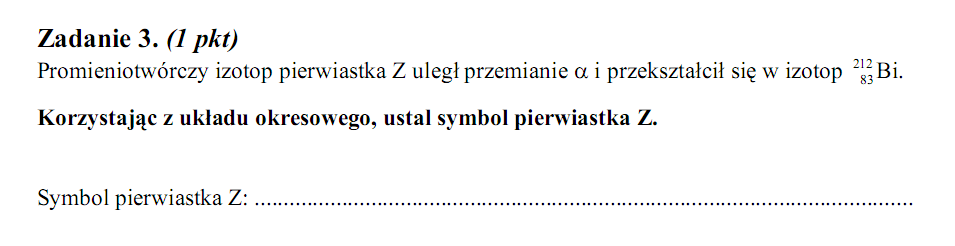 Zadanie 3. (1 pkt)
Promieniotwórczy izotop pierwiastka Z uległ przemianie α i przekształcił się w izotop ²¹²₈₃Bi.
Korzystając z układu okresowego, ustal symbol pierwiastka Z.
Symbol pierwiastka Z: ..................................................................................................................